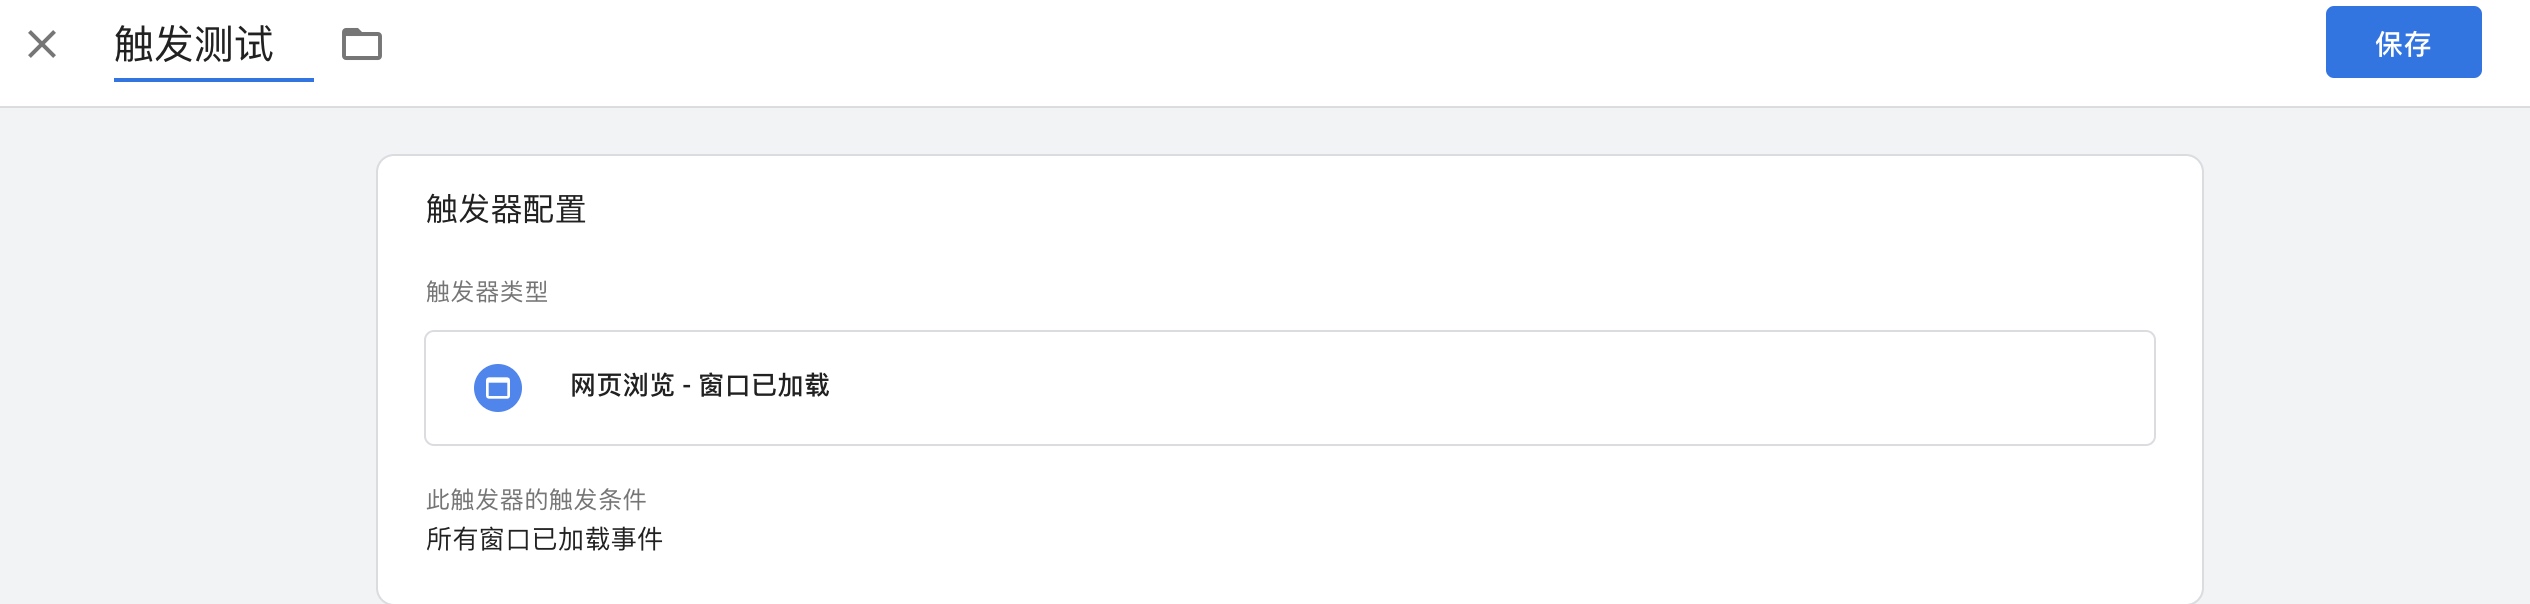 触发测试
保存
触发器配置
触发器类型
网页浏览 - 窗口已加载
此触发器的触发条件
所有窗口已加载事件